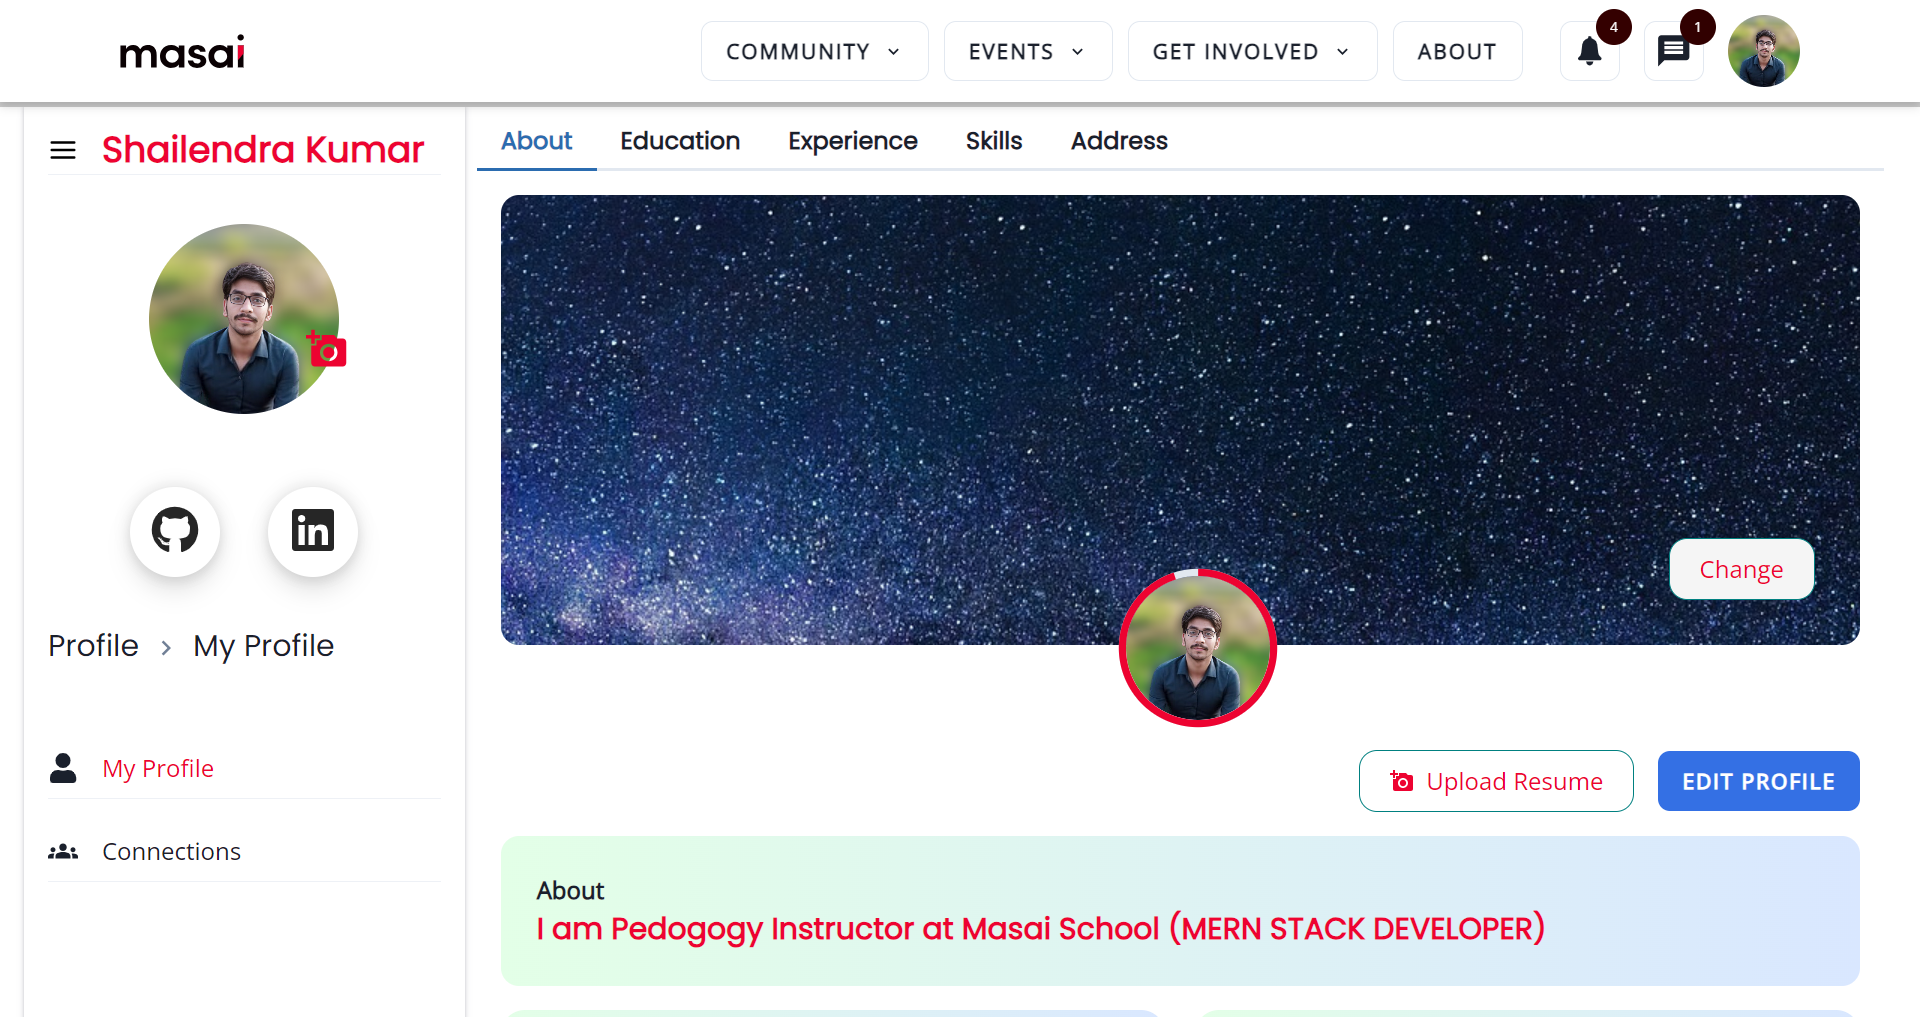 masai
COMMUNITY
EVENTS
GET INVOLVED
ABOUT
4
1
Shailendra Kumar
About
Education
Experience
Skills
Address
Change
in
Profile > My Profile
Upload Resume
EDIT PROFILE
My Profile
Connections
About
I am Pedogogy Instructor at Masai School (MERN STACK DEVELOPER)